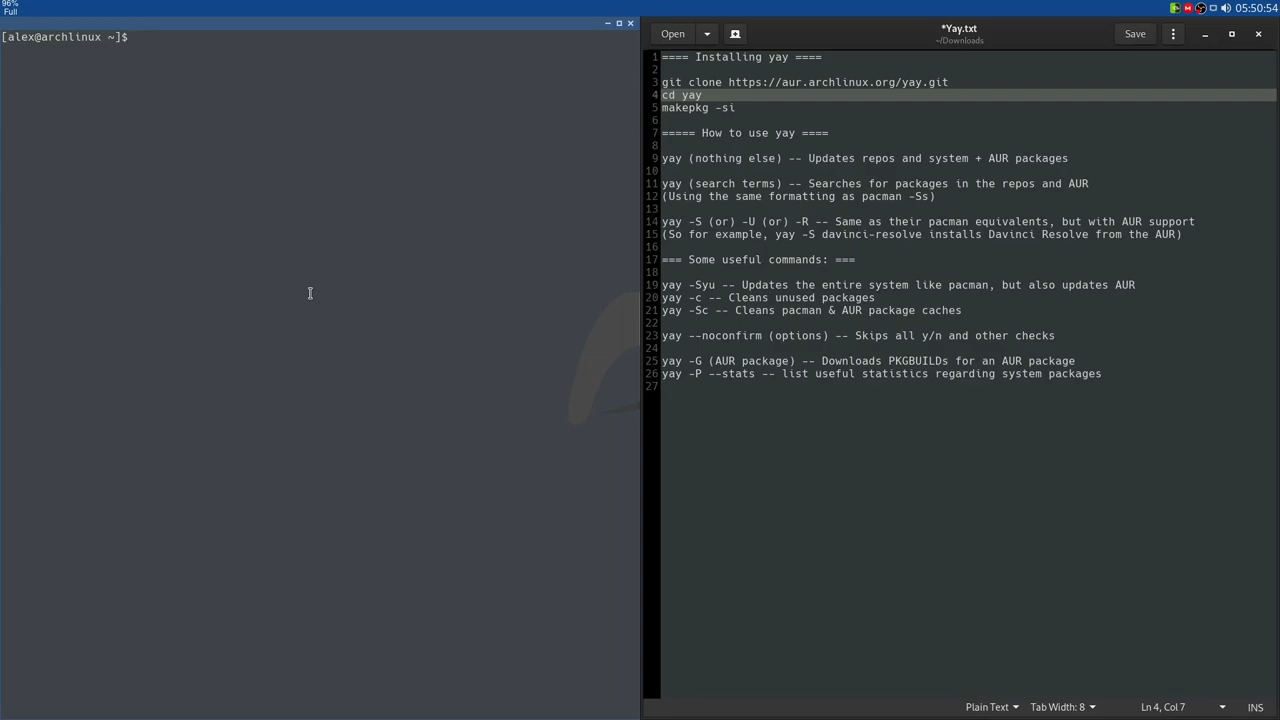 96%
Full
05:50:54
[alex@archlinux ~]$
Open
*Yay.txt
~/Downloads
Save
1 ==== Installing yay ====
2
3 git clone https://aur.archlinux.org/yay.git
4 cd yay
5 makepkg -si
6
7 ===== How to use yay ====
8
9 yay (nothing else) -- Updates repos and system + AUR packages
10
11 yay (search terms) -- Searches for packages in the repos and AUR
12 (Using the same formatting as pacman -Ss)
13
14 yay -S (or) -U (or) -R -- Same as their pacman equivalents, but with AUR support
15 (So for example, yay -S davinci-resolve installs Davinci Resolve from the AUR)
16
17 === Some useful commands: ===
18
19 yay -Syu -- Updates the entire system like pacman, but also updates AUR
20 yay -c -- Cleans unused packages
21 yay -Sc -- Cleans pacman & AUR package caches
22
23 yay --noconfirm (options) -- Skips all y/n and other checks
24
25 yay -G (AUR package) -- Downloads PKGBUILDs for an AUR package
26 yay -P --stats -- list useful statistics regarding system packages
27
Plain Text
Tab Width: 8
Ln 4, Col 7
INS